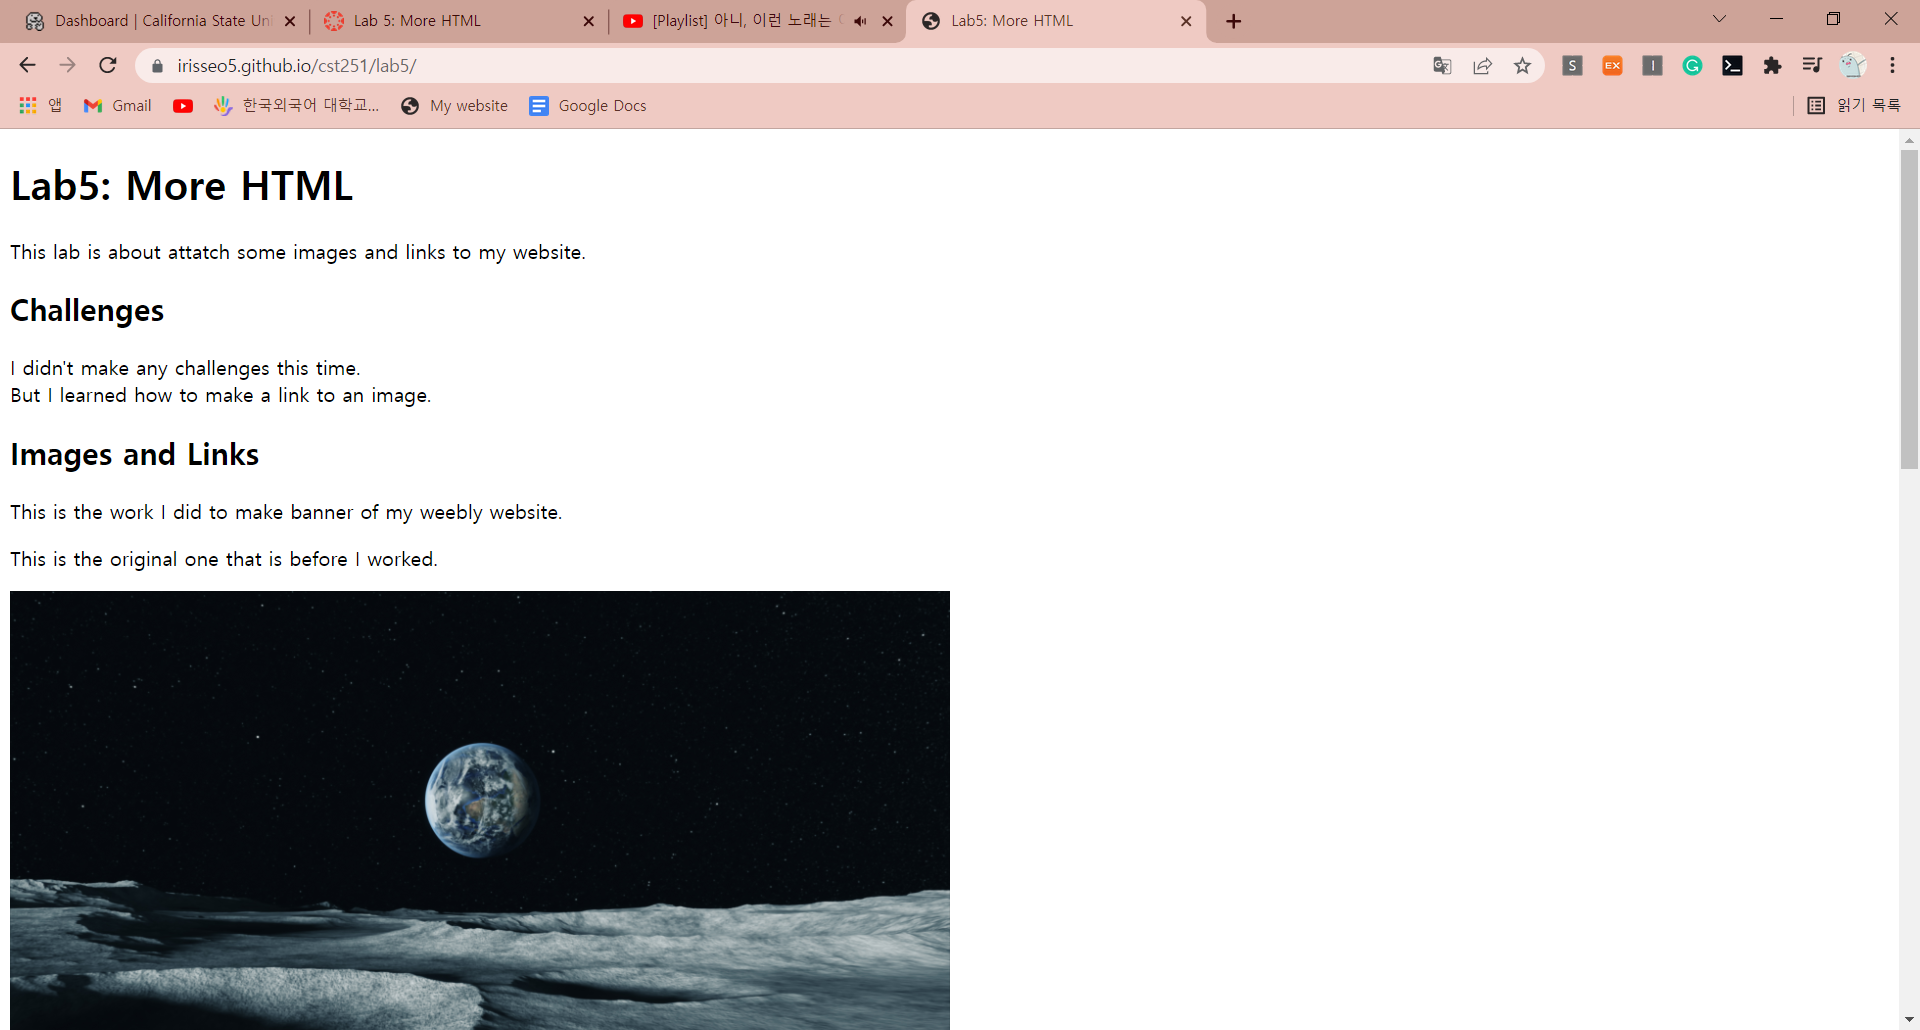 Dashboard | California State Un
Lab 5: More HTML
[Playlist] 아니, 이런 노래는
Lab5: More HTML
irisseo5.github.io/cst251/lab5/
S
EX
I
앱
Gmail
한국외국어 대학교...
My website
Google Docs
읽기 목록
Lab5: More HTML
This lab is about attatch some images and links to my website.
Challenges
I didn't make any challenges this time.
But I learned how to make a link to an image.
Images and Links
This is the work I did to make banner of my weebly website.
This is the original one that is before I worked.